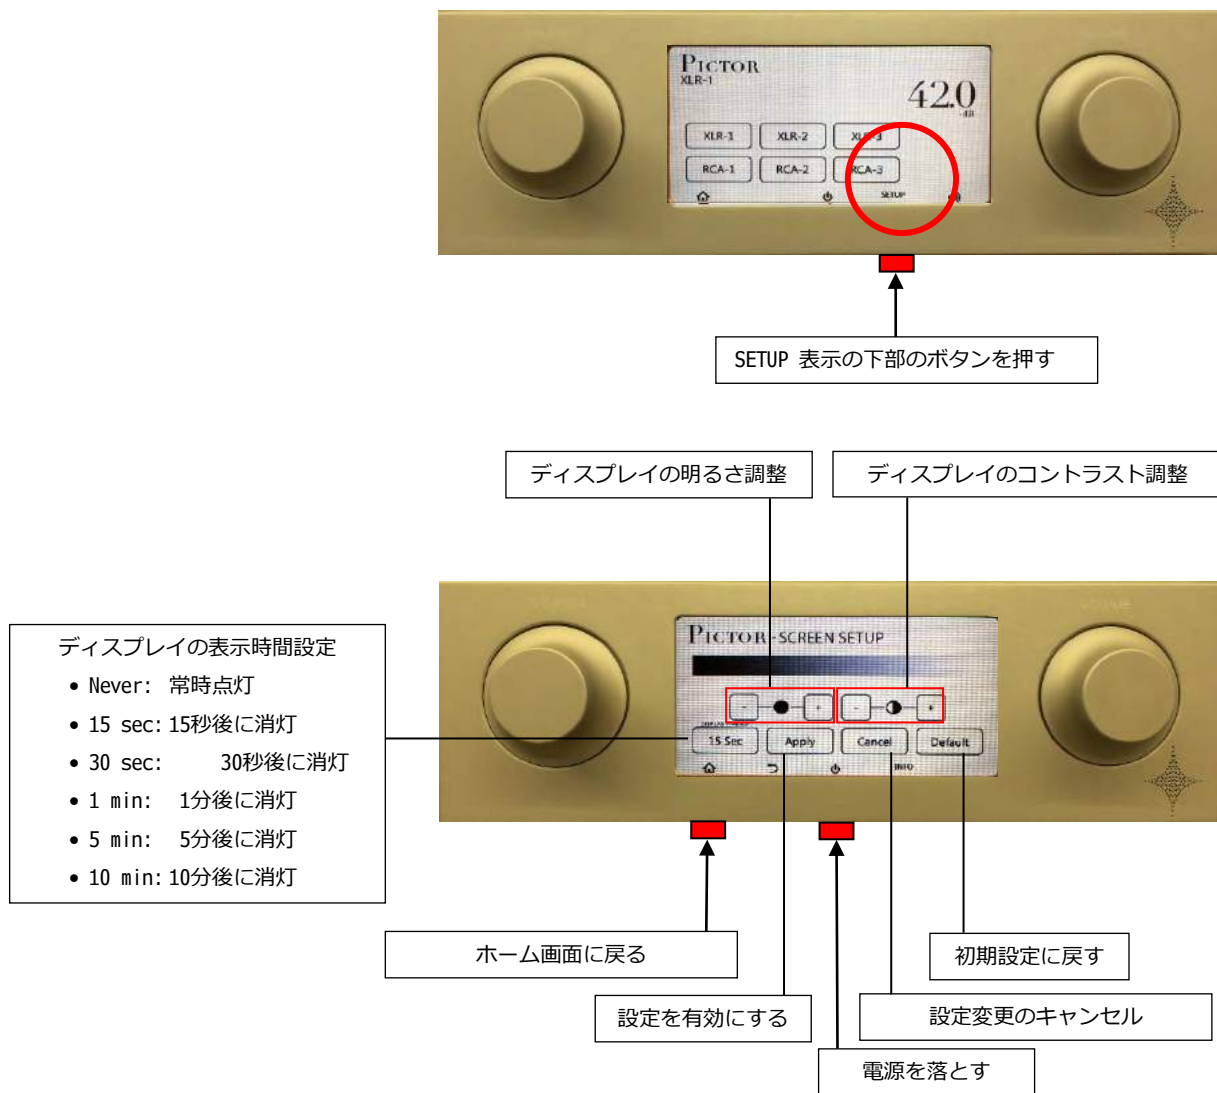 PICTOR
XLR-1
42.0
XLR-1
XLR-2
XLR-3
RCA-1
RCA-2
RCA-3
SETUP
SETUP 表示の下部のボタンを押す
ディスプレイの明るさ調整
ディスプレイのコントラスト調整
PICTOR - SCREEN SETUP
- + - +
15 Sec
Apply
Cancel
Default
INFO
ディスプレイの表示時間設定
• Never: 常時点灯
• 15 sec: 15秒後に消灯
• 30 sec: 30秒後に消灯
• 1 min: 1分後に消灯
• 5 min: 5分後に消灯
• 10 min: 10分後に消灯
ホーム画面に戻る
初期設定に戻す
設定を有効にする
設定変更のキャンセル
電源を落とす